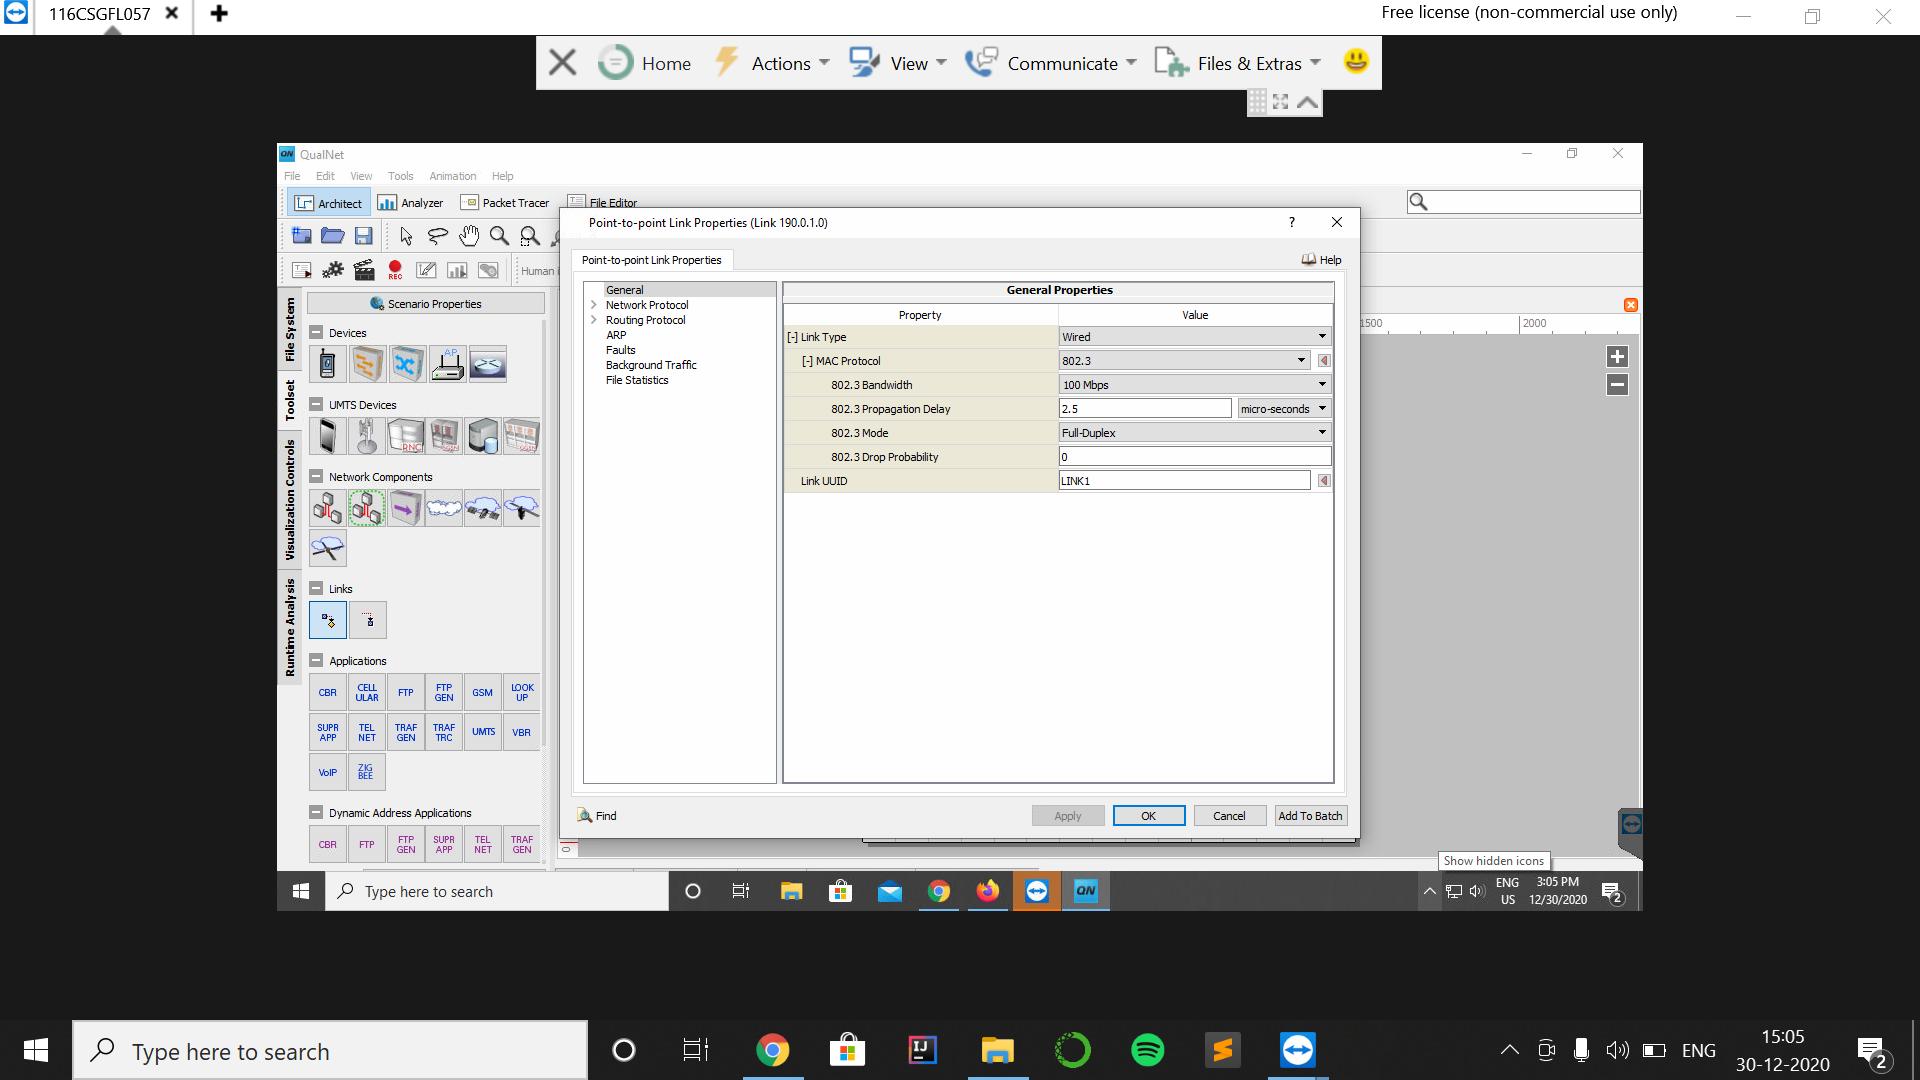 116CSGFL057
Free license (non-commercial use only)
Home
Actions
View
Communicate
Files & Extras
QN QualNet
File Edit View Tools Animation Help
Architect
Analyzer
Packet Tracer
File Editor
Point-to-point Link Properties (Link 190.0.1.0)
?
Point-to-point Link Properties
Help
REC
Human i
File System
Toolset
Visualization Controls
Runtime Analysis
Scenario Properties
Devices
AP
UMTS Devices
RNC
Network Components
Links
Applications
CBR
CELL ULAR
FTP
FTP GEN
GSM
LOOK UP
SUPR APP
TEL NET
TRAF GEN
TRAF TRC
UMTS
VBR
VoIP
ZIG BEE
Dynamic Address Applications
CBR
FTP
FTP GEN
SUPR APP
TEL NET
TRAF GEN
General
Network Protocol
Routing Protocol
ARP
Faults
Background Traffic
File Statistics
General Properties
Property Value
[-] Link Type Wired
[-] MAC Protocol 802.3
802.3 Bandwidth 100 Mbps
802.3 Propagation Delay 2.5 micro-seconds
802.3 Mode Full-Duplex
802.3 Drop Probability 0
Link UUID LINK1
1500
2000
Find
Apply
OK
Cancel
Add To Batch
0
Show hidden icons
Type here to search
QN
ENG
US
3:05 PM
12/30/2020
2
Type here to search
IJ
ENG
15:05
30-12-2020
2